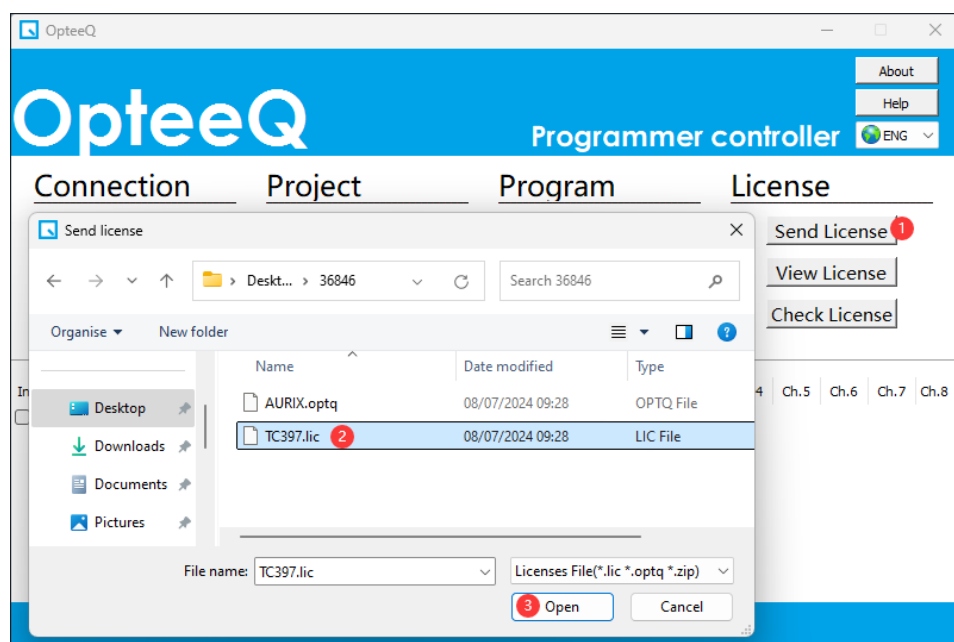 OpteeQ
About
OpteeQ
Help
Programmer controller
ENG
Connection Project Program License
Send license
Send License 1
Deskt... > 36846
Search 36846
View License
Organise New folder
Check License
Name Date modified Type
In
4 Ch.5 Ch.6 Ch.7 Ch.8
Desktop
AURIX.optq 08/07/2024 09:28 OPTQ File
TC397.lic 2 08/07/2024 09:28 LIC File
Downloads
Documents
Pictures
File name: TC397.lic Licenses File(*.lic *.optq *.zip)
3 Open Cancel